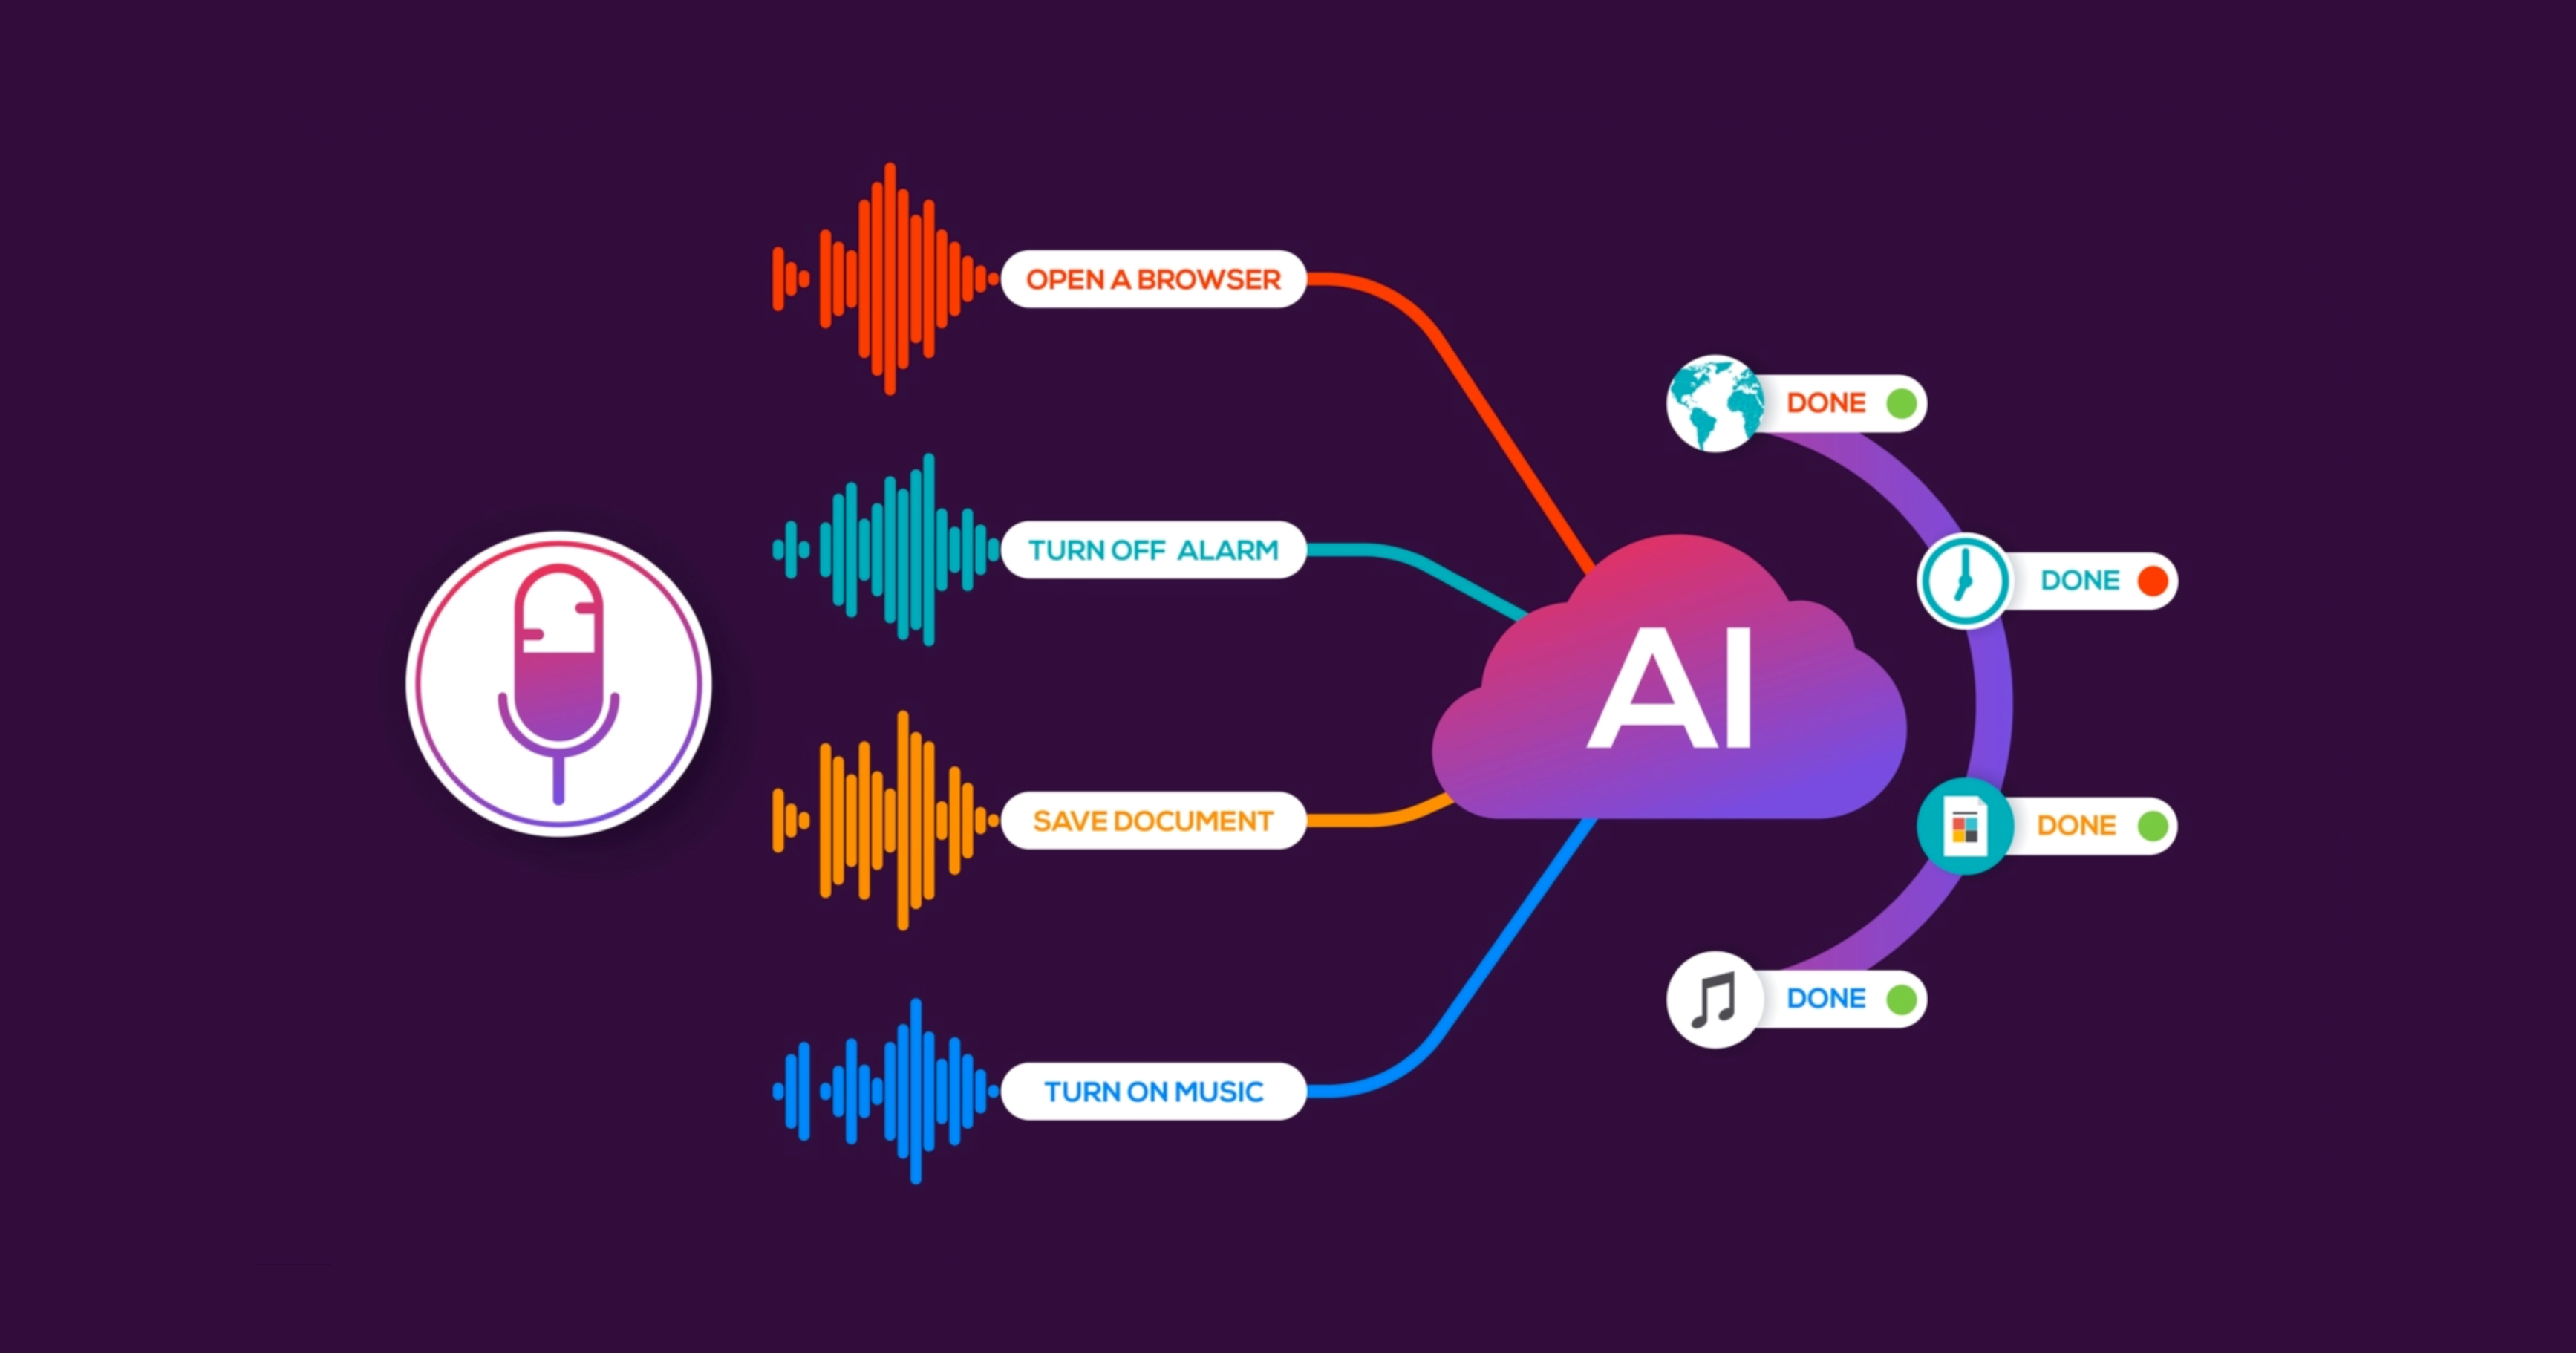 OPEN A BROWSER
TURN OFF ALARM
SAVE DOCUMENT
TURN ON MUSIC
AI
DONE
DONE
DONE
DONE